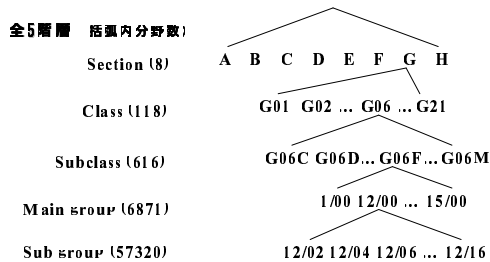 全5階層 括弧内分野数)
Section (8) A B C D E F G H
Class (118) G01 G02 ... G06 ... G21
Subclass (616) G06C G06D... G06F... G06M
Main group (6871) 1/00 12/00 ... 15/00
Sub group (57320) 12/02 12/04 12/06 ... 12/16